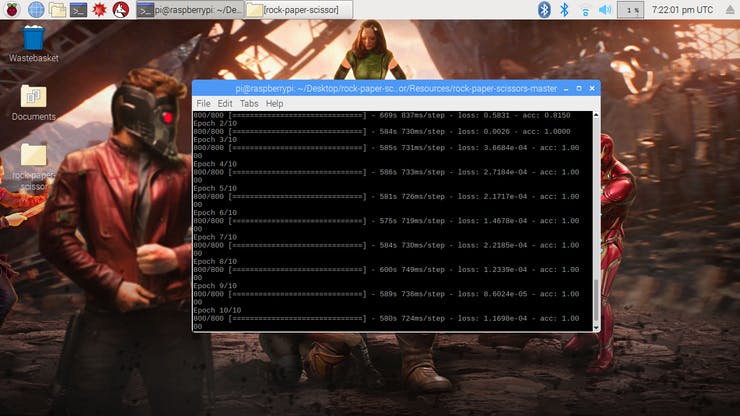 pi@raspberrypi: ~/De...
[rock-paper-scissor]
1 %
7:22:01 pm UTC
Wastebasket
Documents
rock-paper-
scissor
pi@raspberrypi: ~/Desktop/rock-paper-sc...or/Resources/rock-paper-scissors-master
File Edit Tabs Help
800/800 [==============================] - 669s 837ms/step - loss: 0.5831 - acc: 0.8150
Epoch 2/10
800/800 [==============================] - 584s 730ms/step - loss: 0.0026 - acc: 1.0000
Epoch 3/10
800/800 [==============================] - 585s 731ms/step - loss: 3.6684e-04 - acc: 1.00
00
Epoch 4/10
800/800 [==============================] - 586s 733ms/step - loss: 2.7104e-04 - acc: 1.00
00
Epoch 5/10
800/800 [==============================] - 581s 726ms/step - loss: 2.1717e-04 - acc: 1.00
00
Epoch 6/10
800/800 [==============================] - 575s 719ms/step - loss: 1.4678e-04 - acc: 1.00
00
Epoch 7/10
800/800 [==============================] - 584s 730ms/step - loss: 2.2185e-04 - acc: 1.00
00
Epoch 8/10
800/800 [==============================] - 600s 749ms/step - loss: 1.2339e-04 - acc: 1.00
00
Epoch 9/10
800/800 [==============================] - 589s 736ms/step - loss: 8.6024e-05 - acc: 1.00
00
Epoch 10/10
800/800 [==============================] - 580s 724ms/step - loss: 1.1698e-04 - acc: 1.00
00